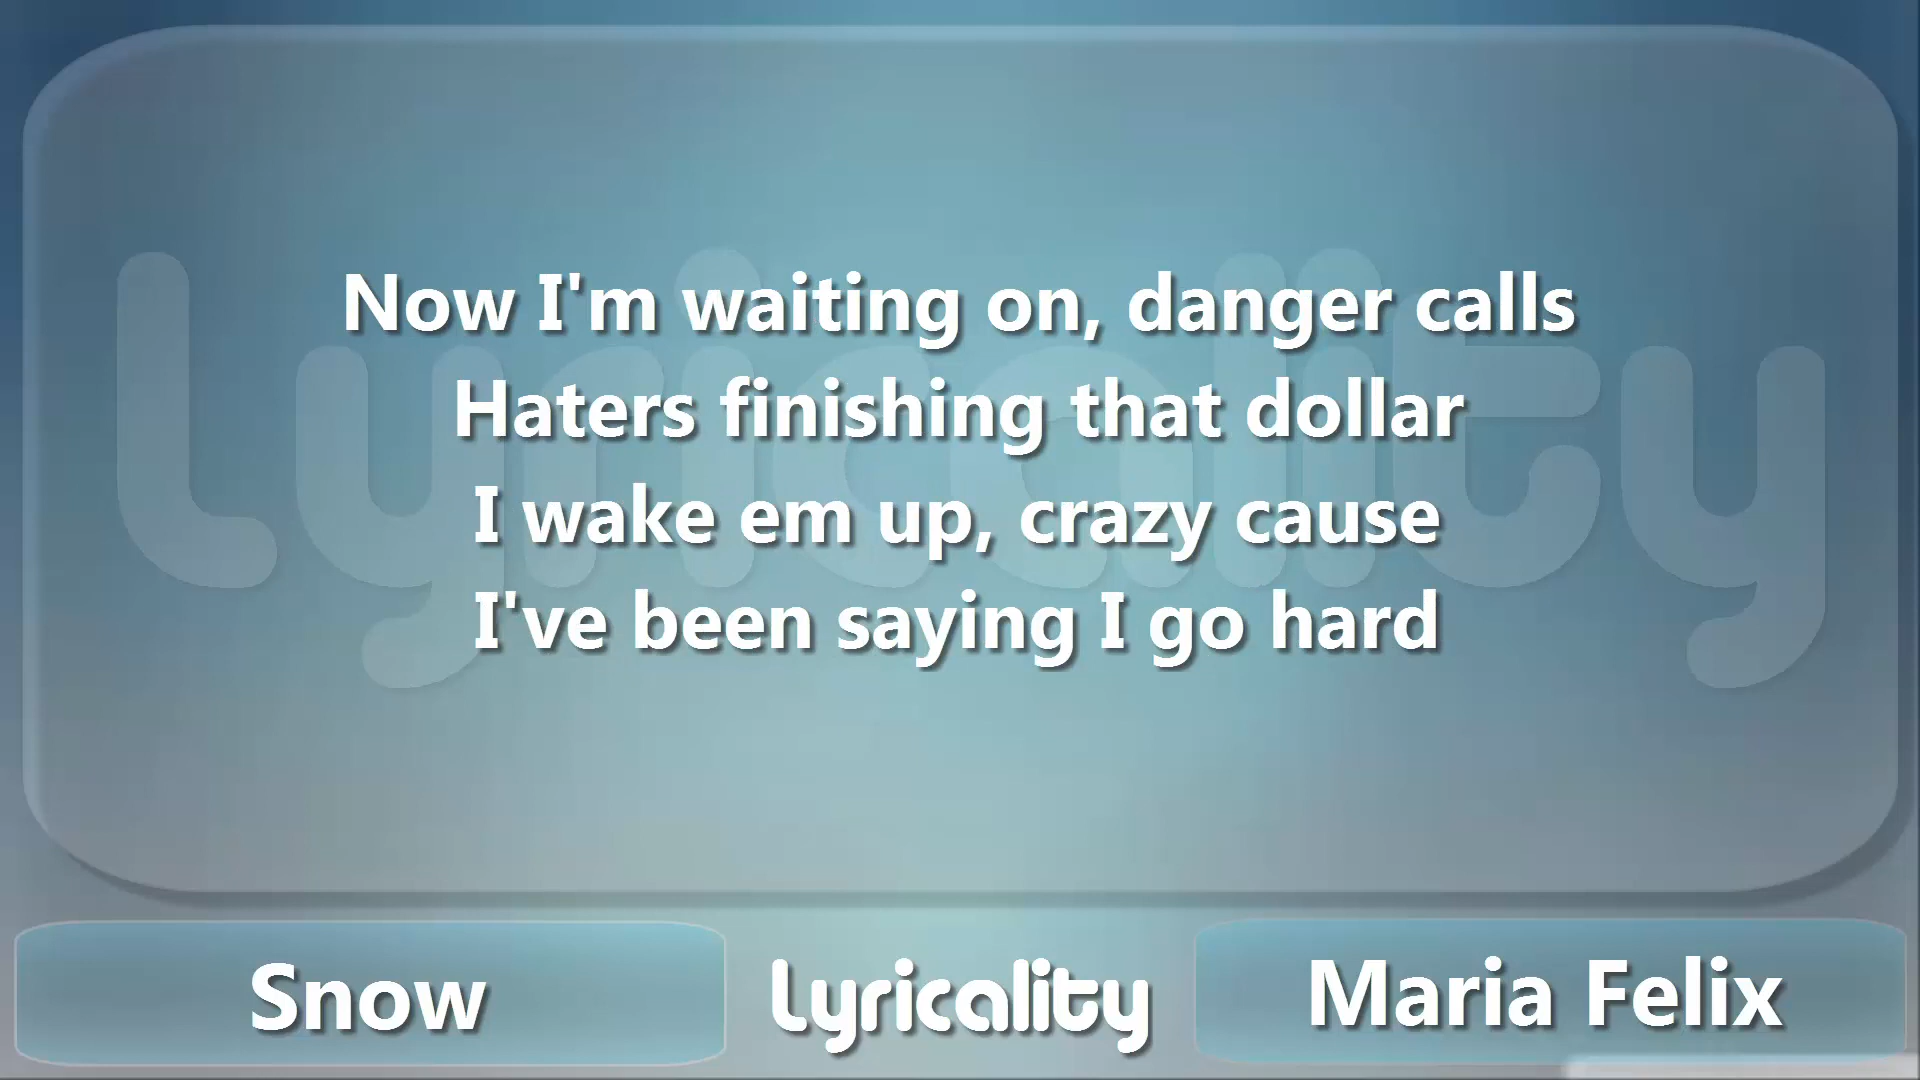 Now I'm waiting on, danger calls
Haters finishing that dollar
I wake em up, crazy cause
I've been saying I go hard
Lyricality
Snow
Lyricality
Maria Felix